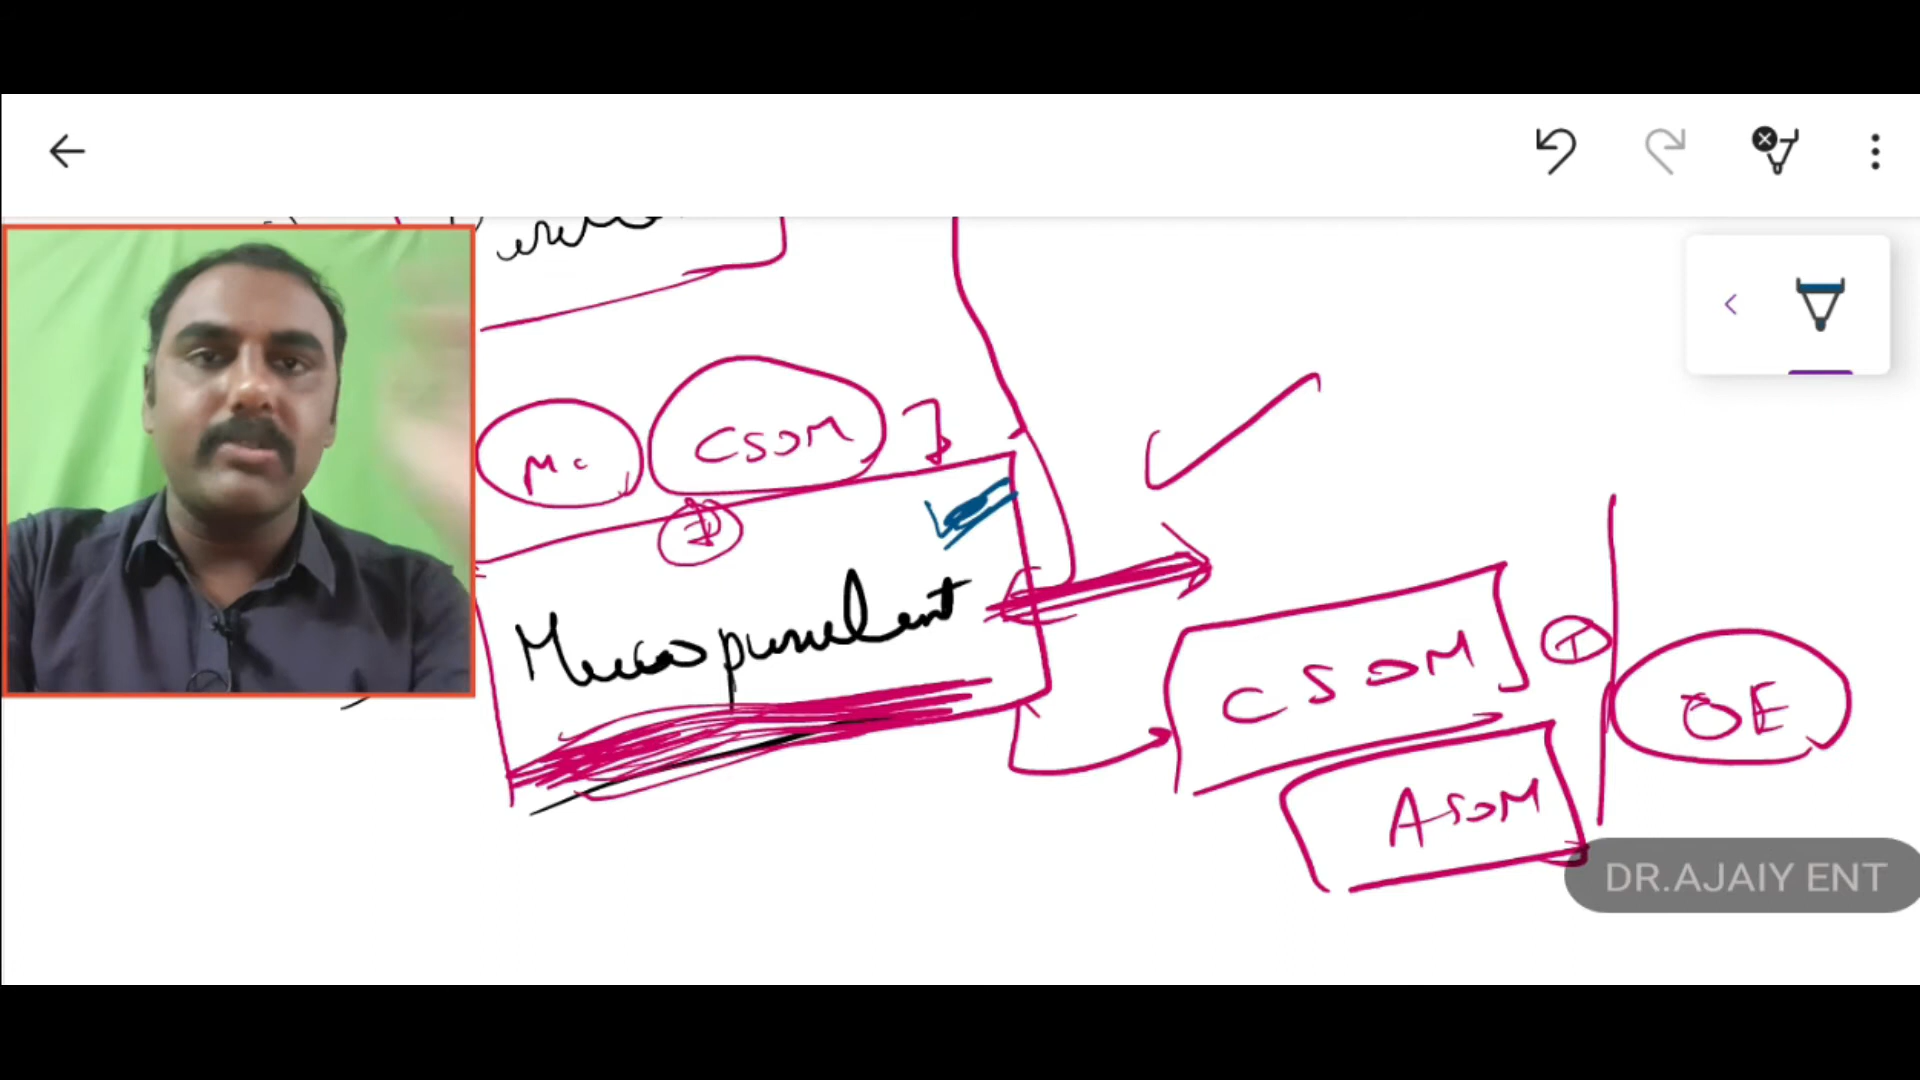 Mc CSOM
Mucopurulent
CSOM
OE
ASOM
DR.AJAIY ENT